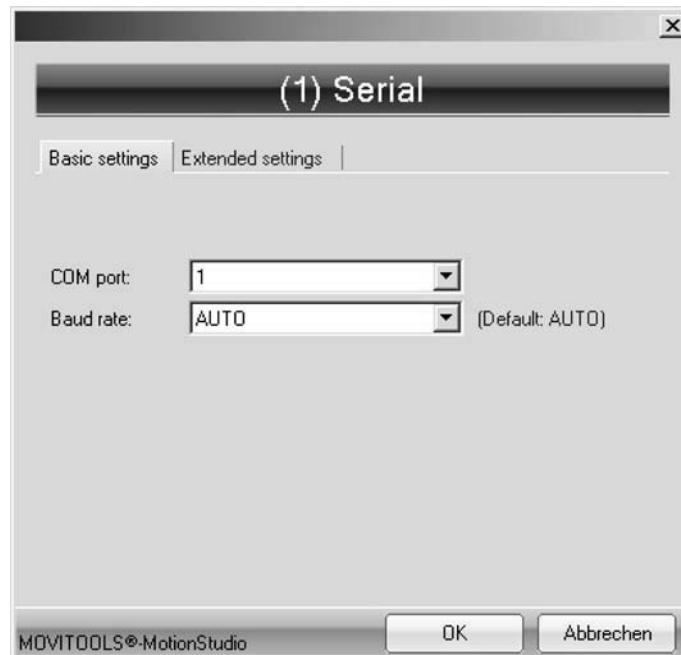 (1) Serial
Basic settings Extended settings
COM port: 1
Baud rate: AUTO (Default: AUTO)
MOVITOOLS®-MotionStudio OK Abbrechen